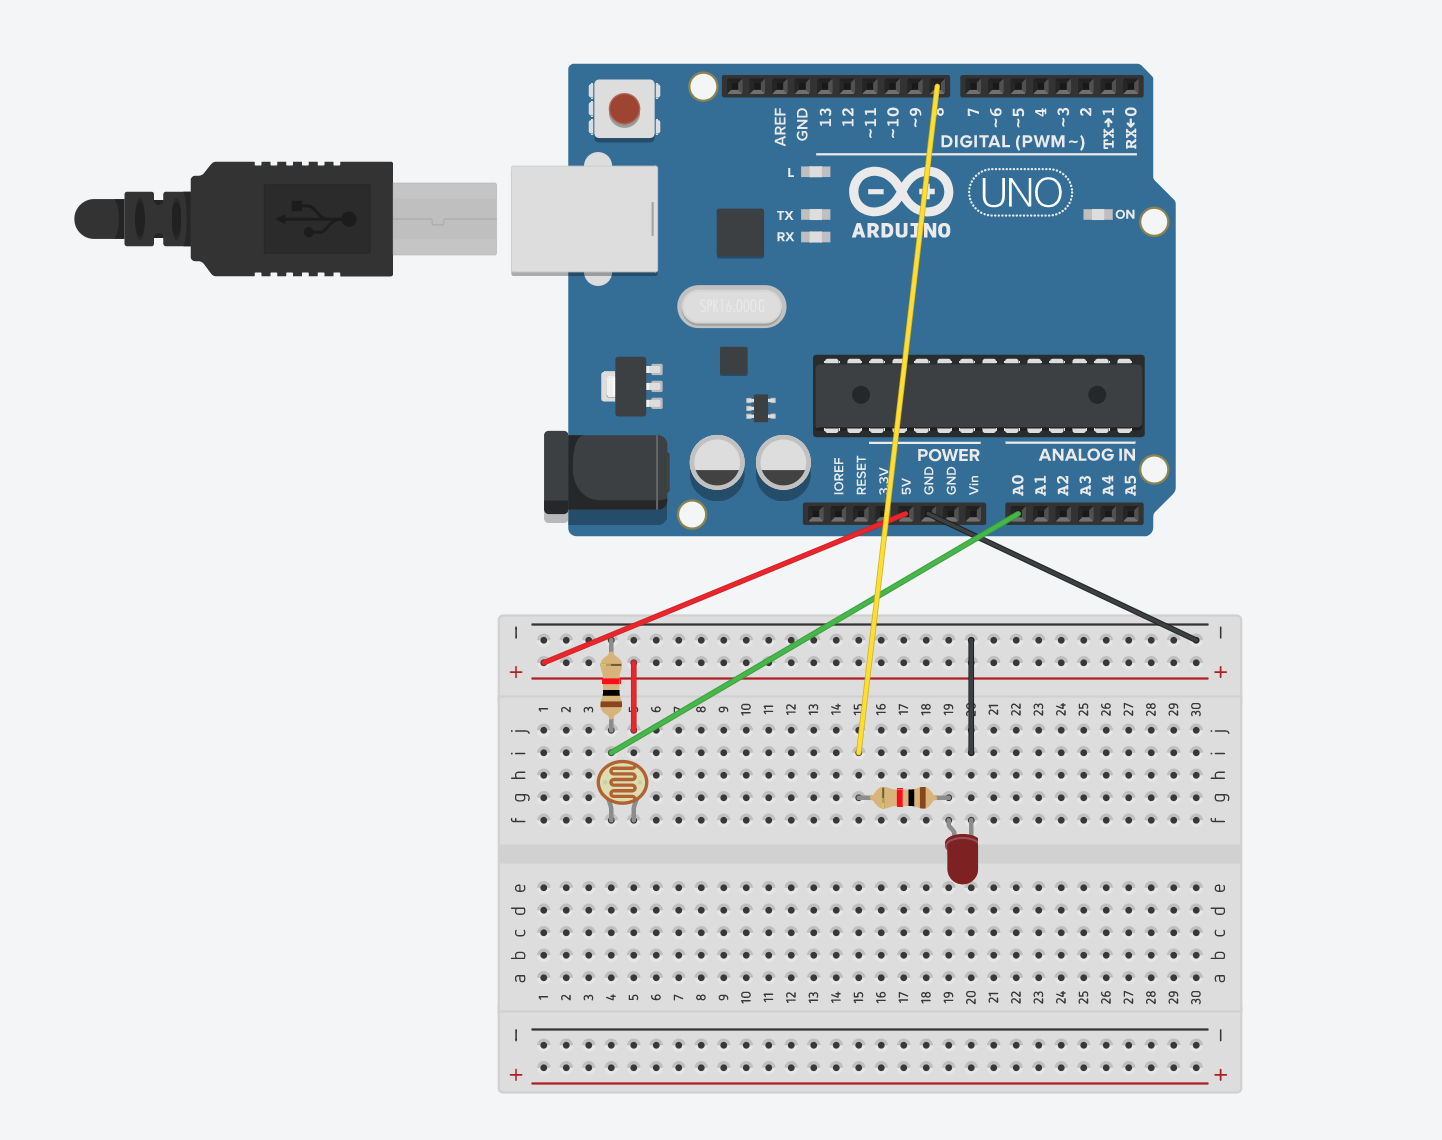 AREF
GND
13
12
~11
~10
~9
8
7
~6
~5
4
~3
2
TX→1
RX←0
DIGITAL (PWM~)
L
TX
RX
UNO
ARDUINO
ON
SPK16.000G
POWER
ANALOG IN
IOREF
RESET
3.3V
5V
GND
GND
Vin
A0
A1
A2
A3
A4
A5
− −
+ +
1 2 3 5 6 7 8 9 10 11 12 13 14 15 16 17 18 19 20 21 22 23 24 25 26 27 28 29 30
j j
i i
h h
g g
f f
e e
d d
c c
b b
a a
1 2 3 4 5 6 7 8 9 10 11 12 13 14 15 16 17 18 19 20 21 22 23 24 25 26 27 28 29 30
− −
+ +